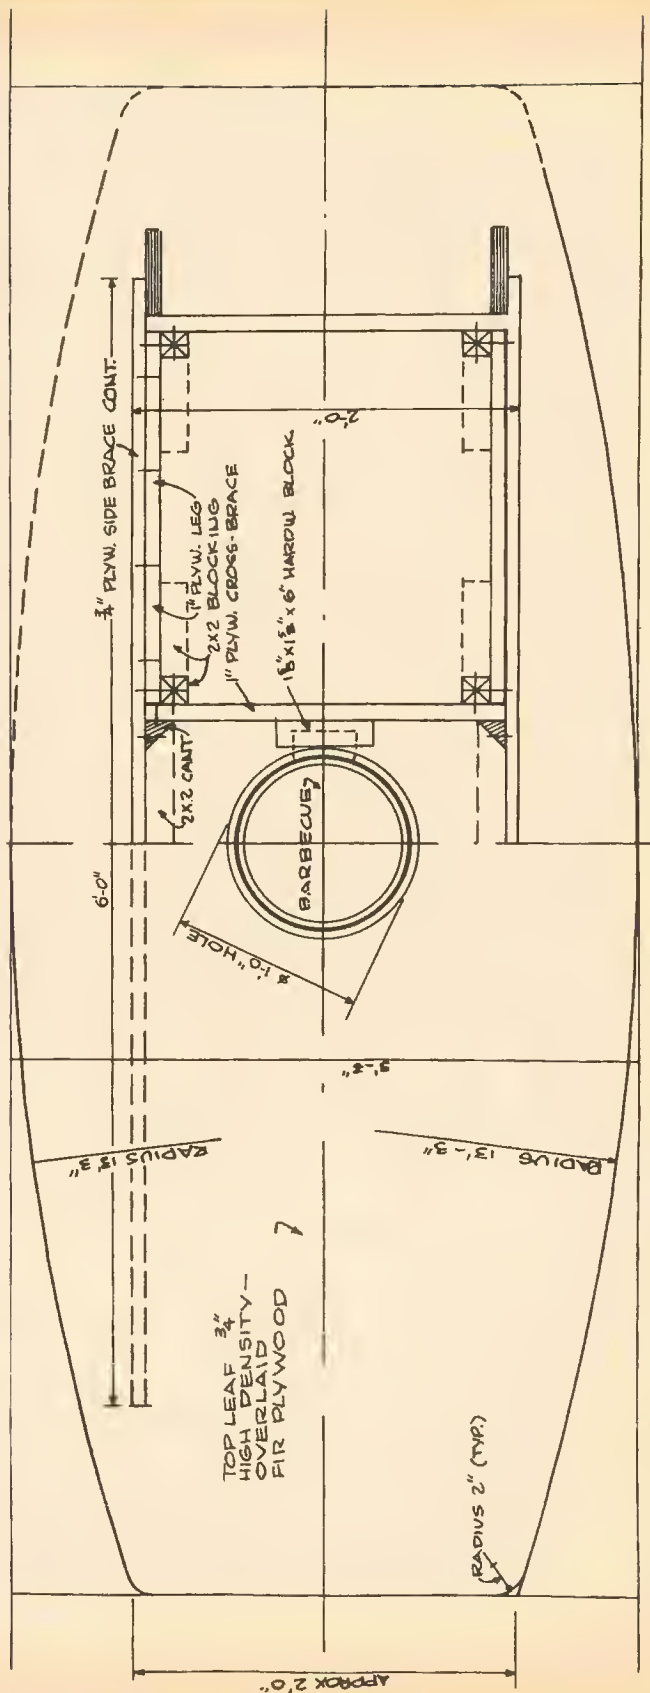 ¾" PLYW. SIDE BRACE CONT.
2'-0"
1" PLYW. LEG
2X2 BLOCKING
1" PLYW. CROSS-BRACE
1⅝" X 1⅝" X 6" HARDW. BLOCK.
2X2 CANT
BARBECUE
6'-0"
1'-0" HOLE
RADIUS 13'-3"
RADIUS 13'-3"
TOP LEAF ¾"
HIGH DENSITY-
OVERLAID
FIR PLYWOOD
RADIUS 2" (TYP.)
APPROX 2'0"